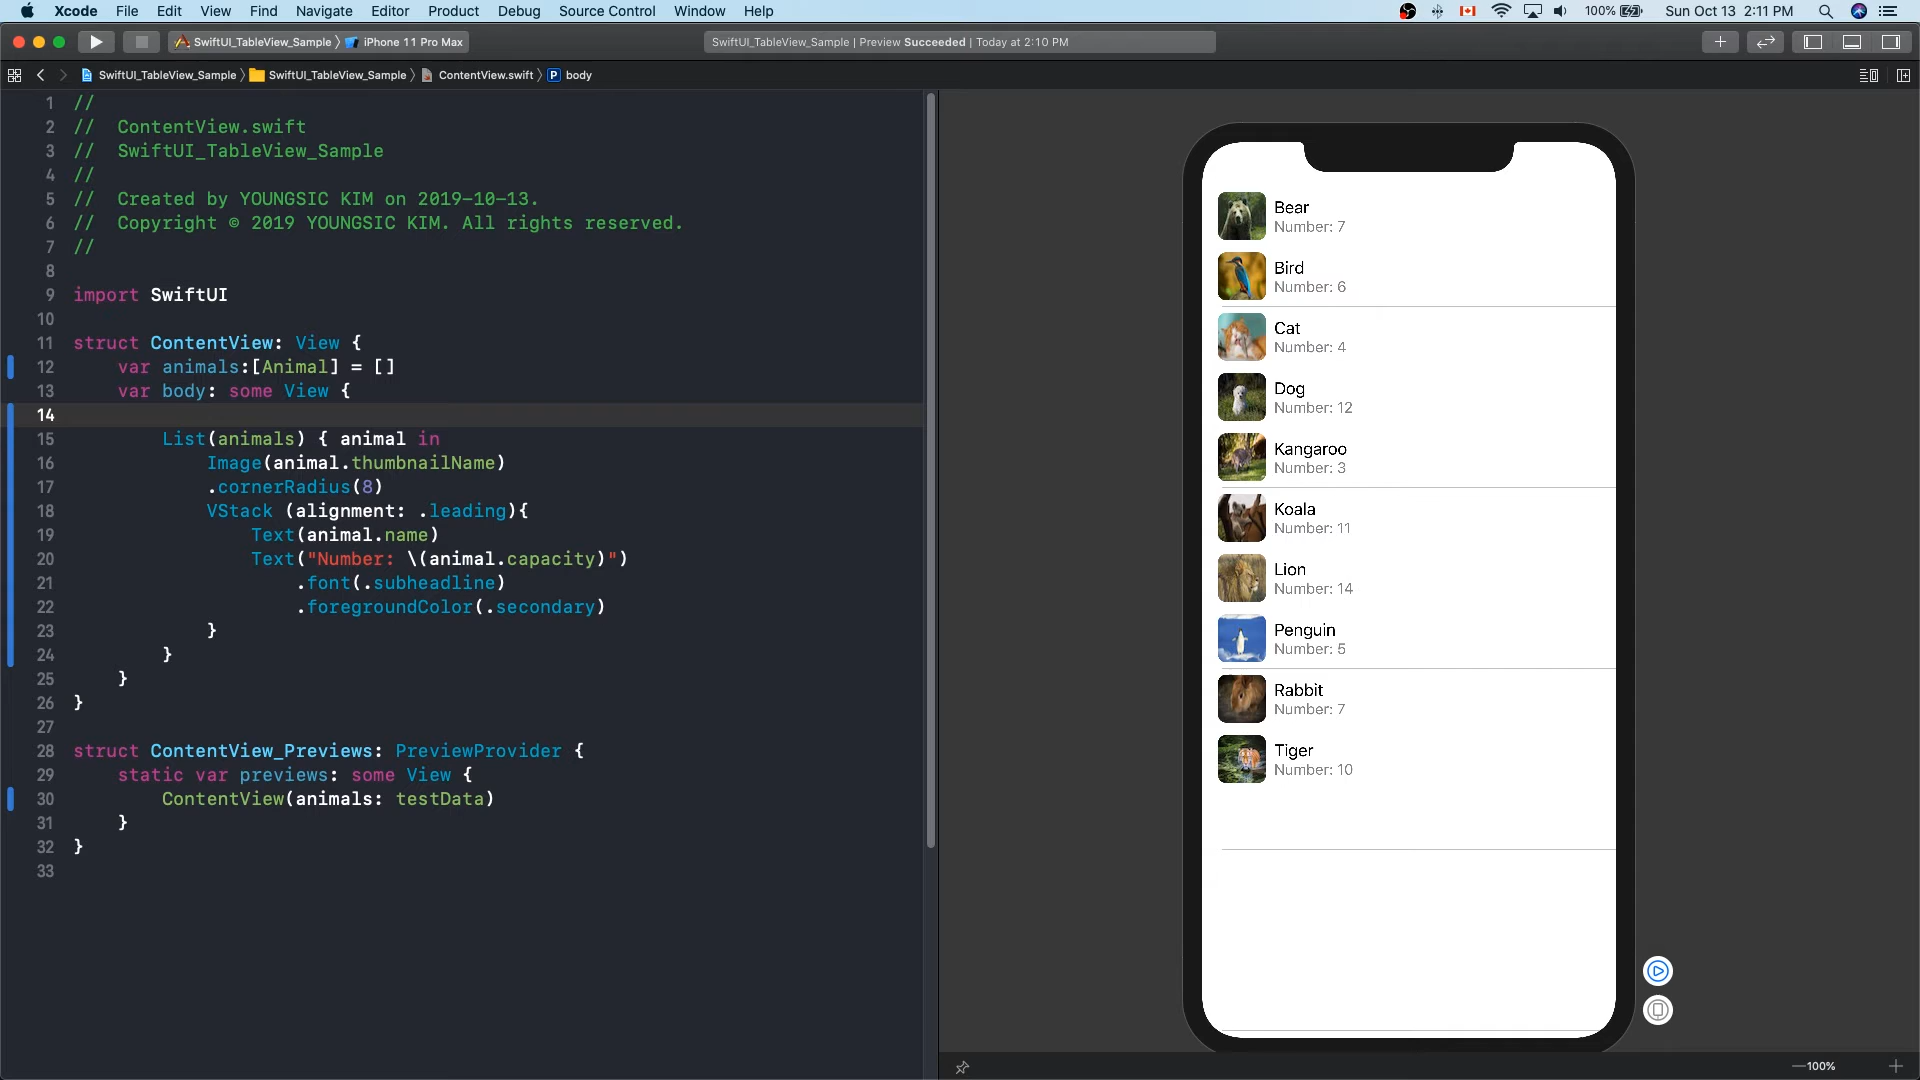 Xcode File Edit View Find Navigate Editor Product Debug Source Control Window Help 100% Sun Oct 13 2:11 PM
SwiftUI_TableView_Sample iPhone 11 Pro Max SwiftUI_TableView_Sample | Preview Succeeded | Today at 2:10 PM
SwiftUI_TableView_Sample SwiftUI_TableView_Sample ContentView.swift P body
1 //
2 // ContentView.swift
3 // SwiftUI_TableView_Sample
4 //
5 // Created by YOUNGSIC KIM on 2019-10-13.
6 // Copyright © 2019 YOUNGSIC KIM. All rights reserved.
7 //
8
9 import SwiftUI
10
11 struct ContentView: View {
12 var animals:[Animal] = []
13 var body: some View {
14
15 List(animals) { animal in
16 Image(animal.thumbnailName)
17 .cornerRadius(8)
18 VStack (alignment: .leading){
19 Text(animal.name)
20 Text("Number: \(animal.capacity)")
21 .font(.subheadline)
22 .foregroundColor(.secondary)
23 }
24 }
25 }
26 }
27
28 struct ContentView_Previews: PreviewProvider {
29 static var previews: some View {
30 ContentView(animals: testData)
31 }
32 }
33
Bear
Number: 7
Bird
Number: 6
Cat
Number: 4
Dog
Number: 12
Kangaroo
Number: 3
Koala
Number: 11
Lion
Number: 14
Penguin
Number: 5
Rabbit
Number: 7
Tiger
Number: 10
100%